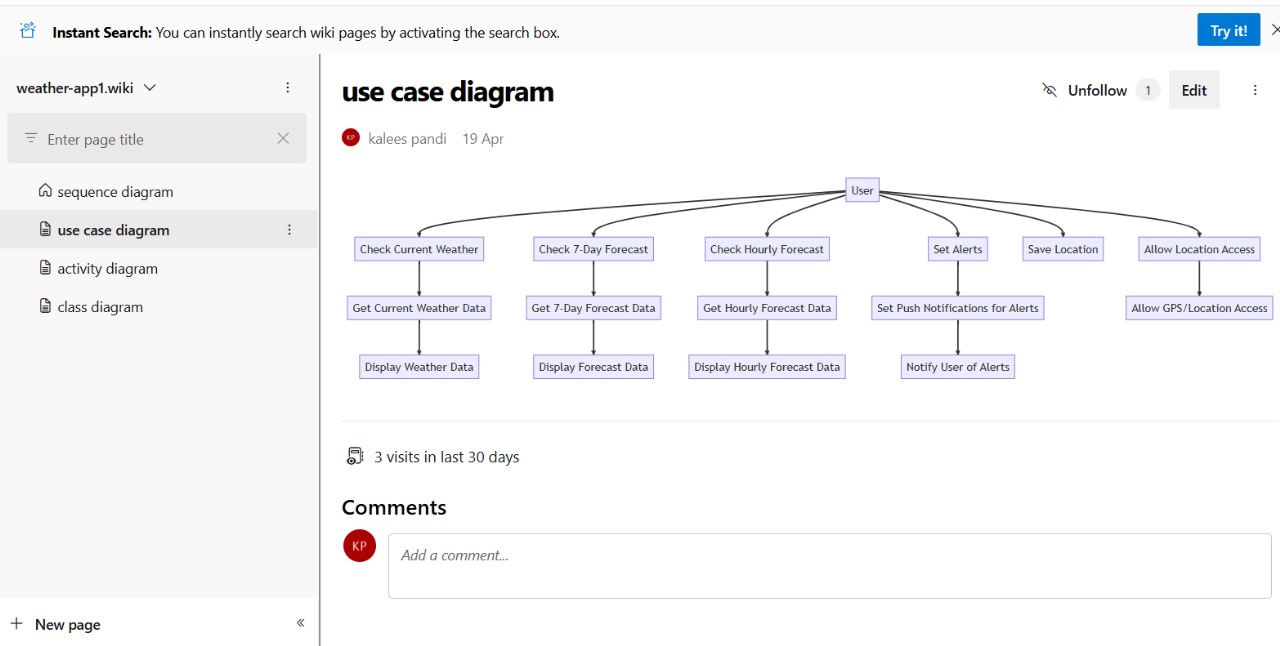 Instant Search: You can instantly search wiki pages by activating the search box.
Try it!
weather-app1.wiki
Enter page title
sequence diagram
use case diagram
activity diagram
class diagram
New page
use case diagram
Unfollow 1 Edit
KP kalees pandi 19 Apr
User
Check Current Weather Check 7-Day Forecast Check Hourly Forecast Set Alerts Save Location Allow Location Access
Get Current Weather Data Get 7-Day Forecast Data Get Hourly Forecast Data Set Push Notifications for Alerts Allow GPS/Location Access
Display Weather Data Display Forecast Data Display Hourly Forecast Data Notify User of Alerts
3 visits in last 30 days
Comments
KP Add a comment...